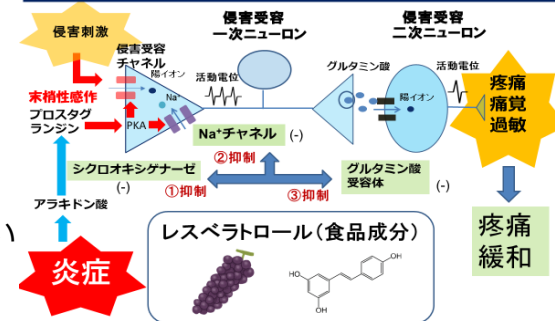 侵害刺激
侵害受容
チャネル
陽イオン
Na⁺
末梢性感作
プロスタグ
ランジン
PKA
活動電位
侵害受容
一次ニューロン
Na⁺チャネル
(-)
グルタミン酸
侵害受容
二次ニューロン
陽イオン
活動電位
疼痛
痛覚
過敏
シクロオキシゲナーゼ
(-)
①抑制
②抑制
③抑制
グルタミン酸
受容体
(-)
アラキドン酸
炎症
)
レスベラトロール(食品成分)
HO
OH
OH
疼痛
緩和